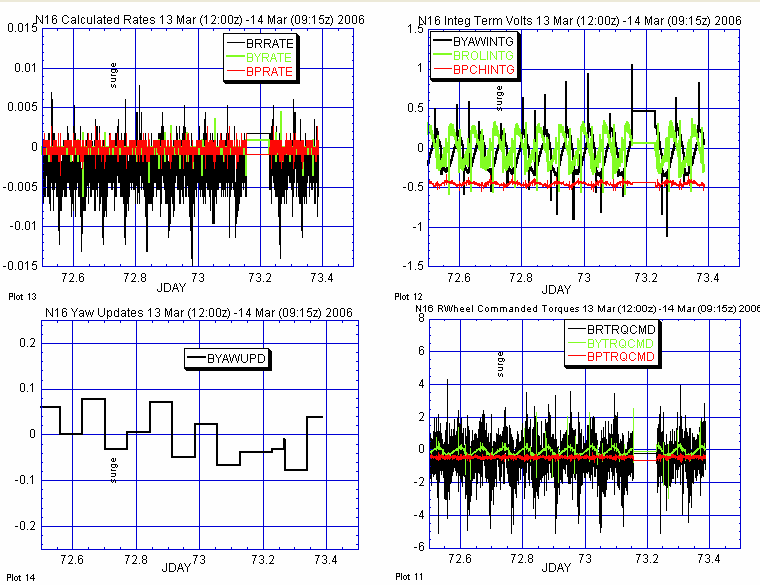 N16 Calculated Rates 13 Mar (12:00z) -14 Mar (09:15z) 2006
0.015
0.01
0.005
0
-0.005
-0.01
-0.015
surge
BRRATE
BYRATE
BPRATE
72.6 72.8 73 73.2 73.4
JDAY
Plot 13
N16 Integ Term Volts 13 Mar (12:00z) -14 Mar (09:15z) 2006
1.5
1
0.5
0
-0.5
-1
-1.5
BYAWINTG
BROLINTG
BPCHINTG
surge
72.6 72.8 73 73.2 73.4
JDAY
Plot 12
N16 Yaw Updates 13 Mar (12:00z) -14 Mar (09:15z) 2006
0.2
0.1
0
-0.1
-0.2
BYAWUPD
surge
72.6 72.8 73 73.2 73.4
JDAY
Plot 14
N16 RWheel Commanded Torques 13 Mar (12:00z) -14 Mar (09:15z) 2006
8
6
4
2
0
-2
-4
-6
surge
BRTRQCMD
BYTRQCMD
BPTRQCMD
72.6 72.8 73 73.2 73.4
JDAY
Plot 11